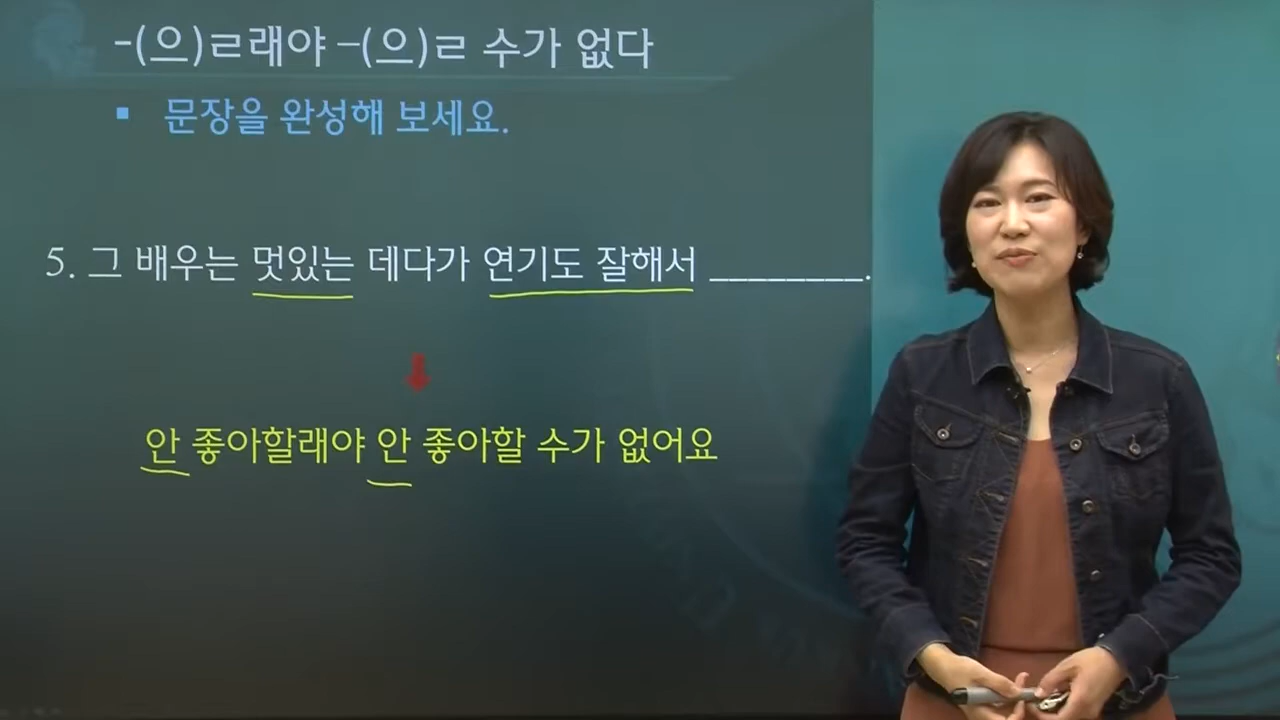 -(으)ㄹ래야 -(으)ㄹ 수가 없다
▪ 문장을 완성해 보세요.
5. 그 배우는 멋있는 데다가 연기도 잘해서 ________.
안 좋아할래야 안 좋아할 수가 없어요